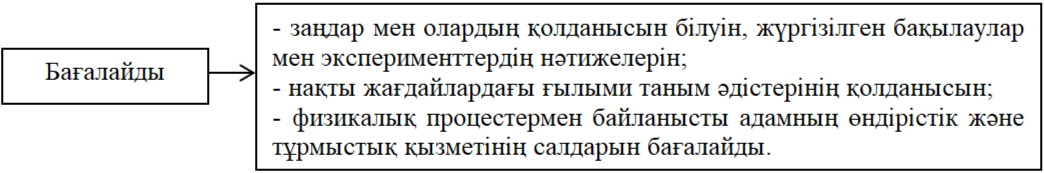 Бағалайды
- заңдар мен олардың қолданысын білуін, жүргізілген бақылаулар
мен эксперименттердің нәтижелерін;
- нақты жағдайлардағы ғылыми таным әдістерінің қолданысын;
- физикалық процестермен байланысты адамның өндірістік және
тұрмыстық қызметінің салдарын бағалайды.